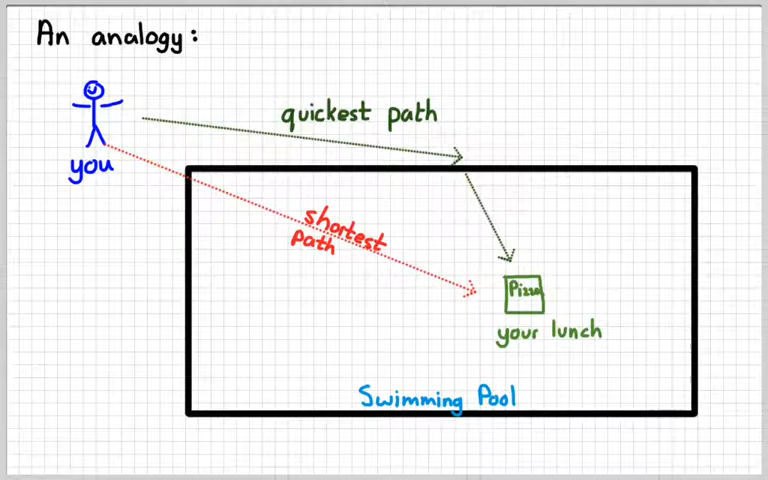 An analogy:
quickest path
you
shortest
path
Pizza
your lunch
Swimming Pool